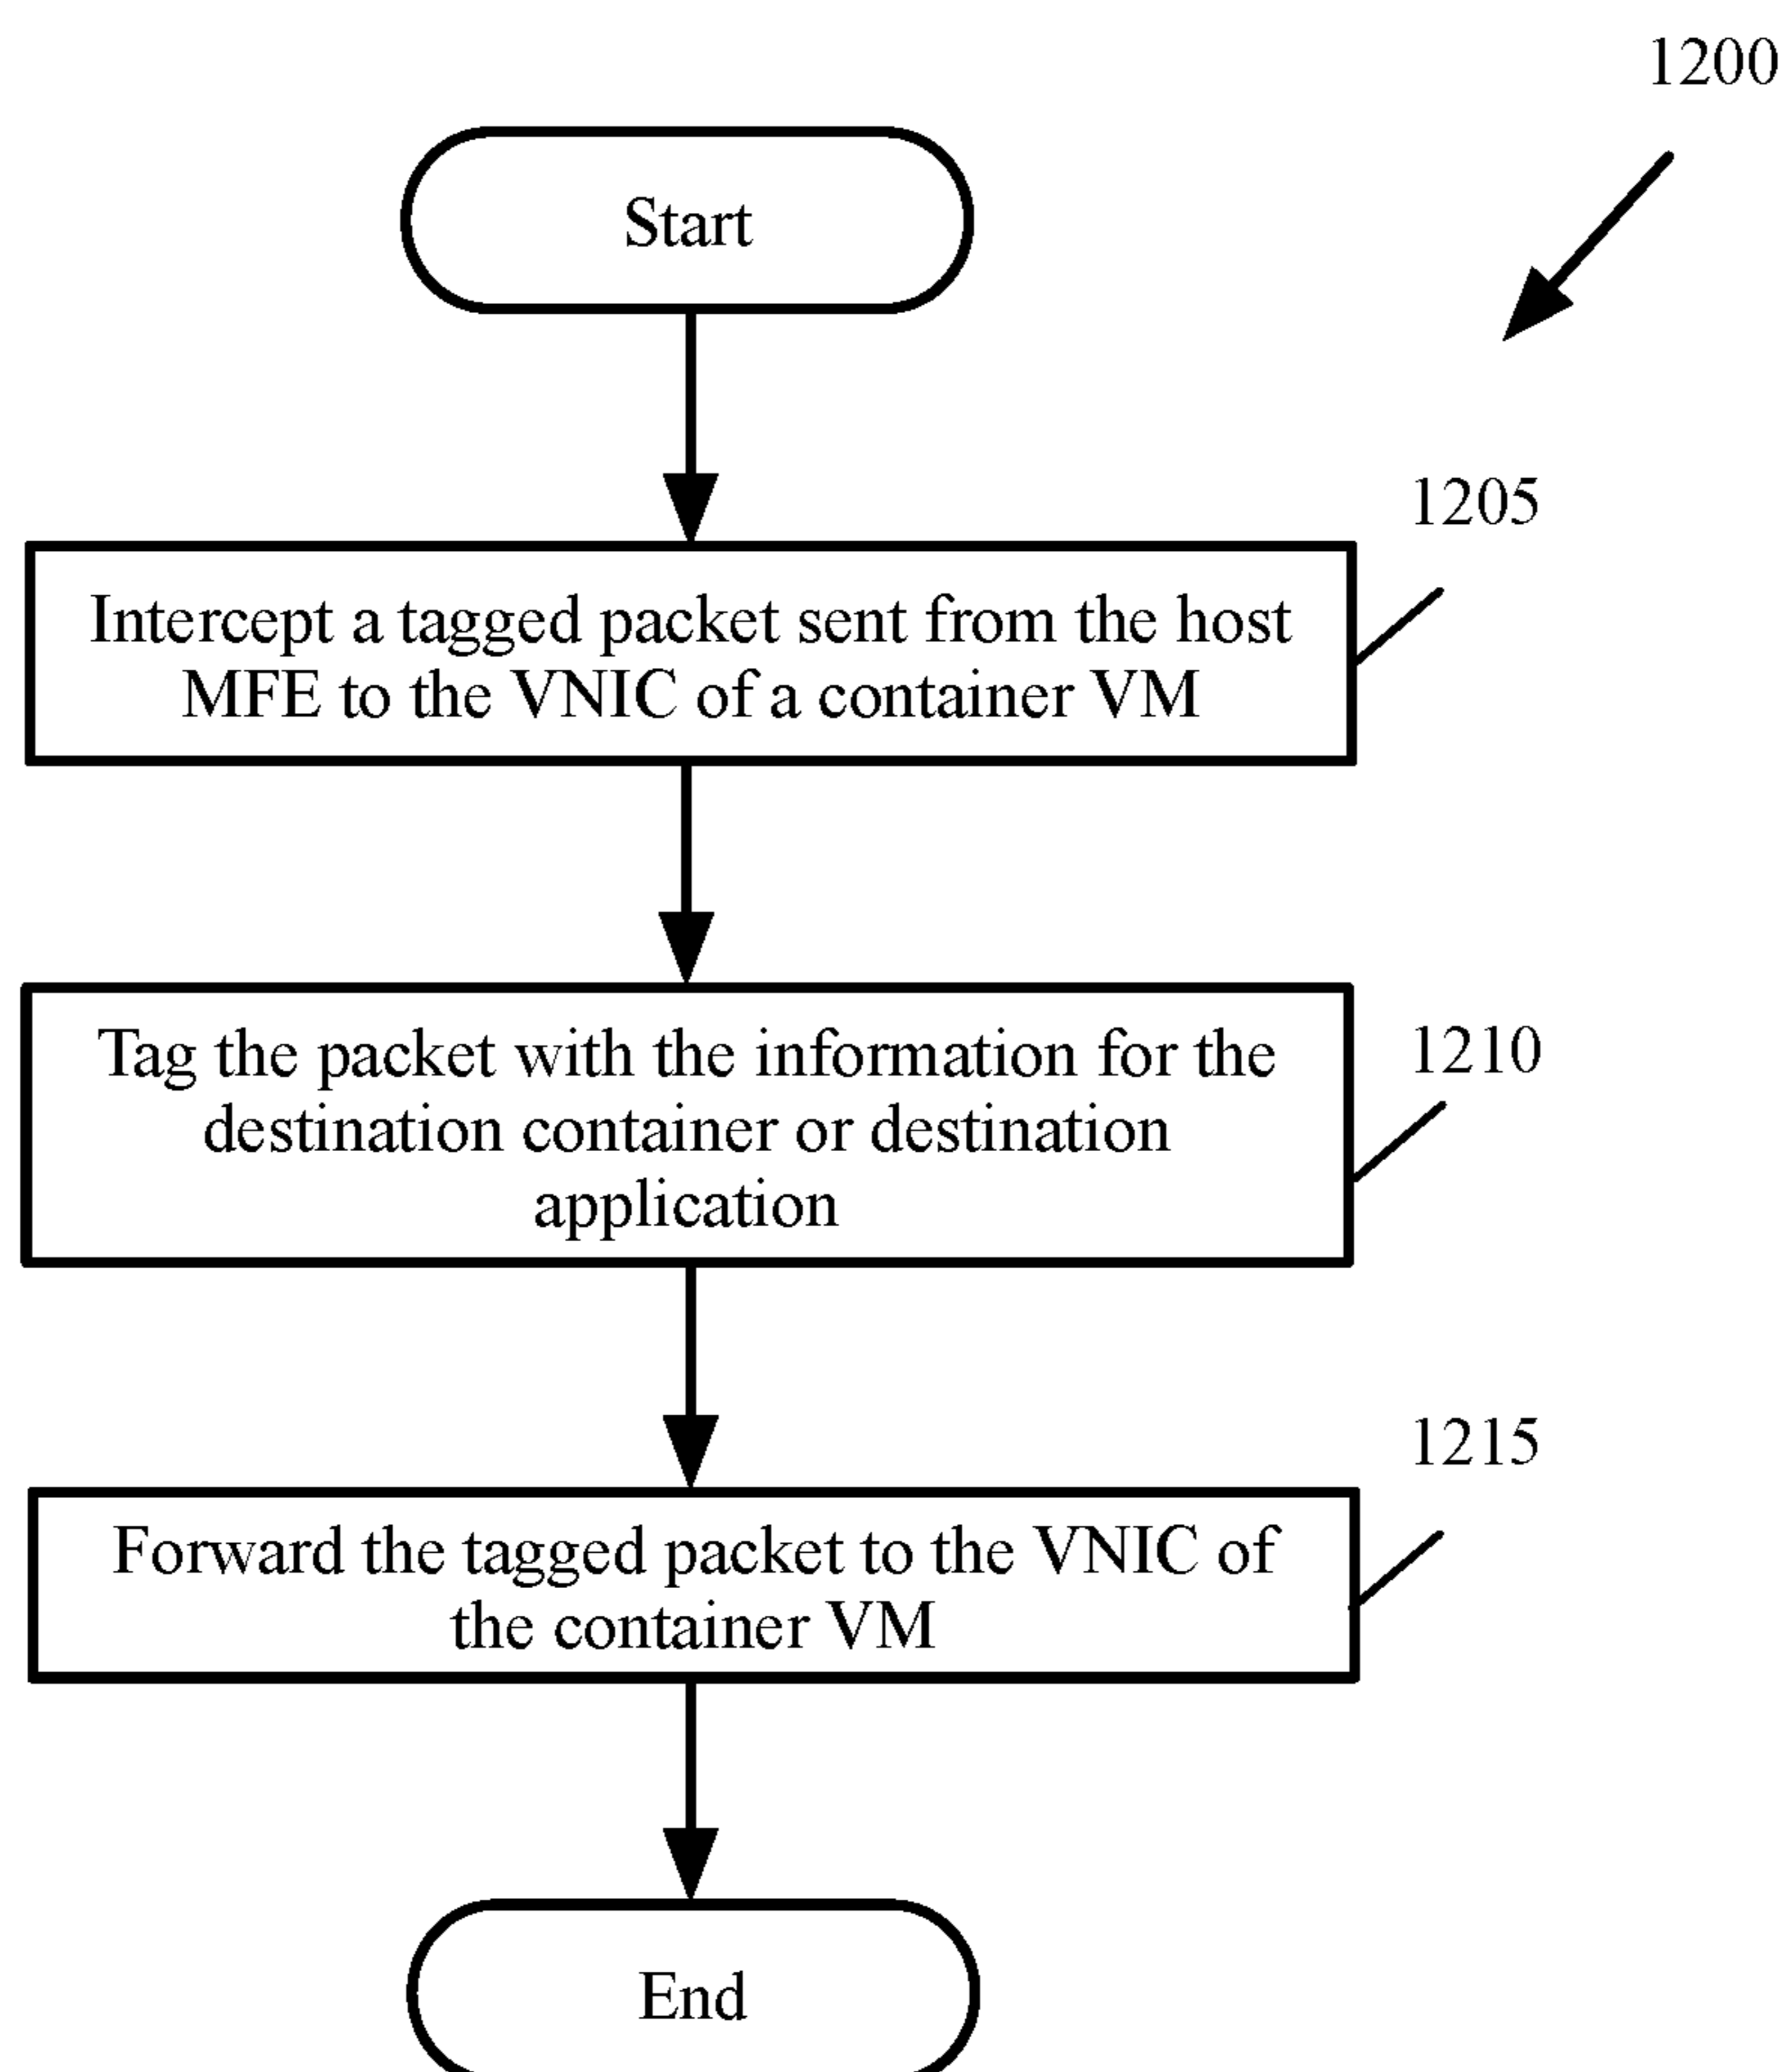 1200
Start
1205
Intercept a tagged packet sent from the host
MFE to the VNIC of a container VM
1210
Tag the packet with the information for the
destination container or destination
application
1215
Forward the tagged packet to the VNIC of
the container VM
End